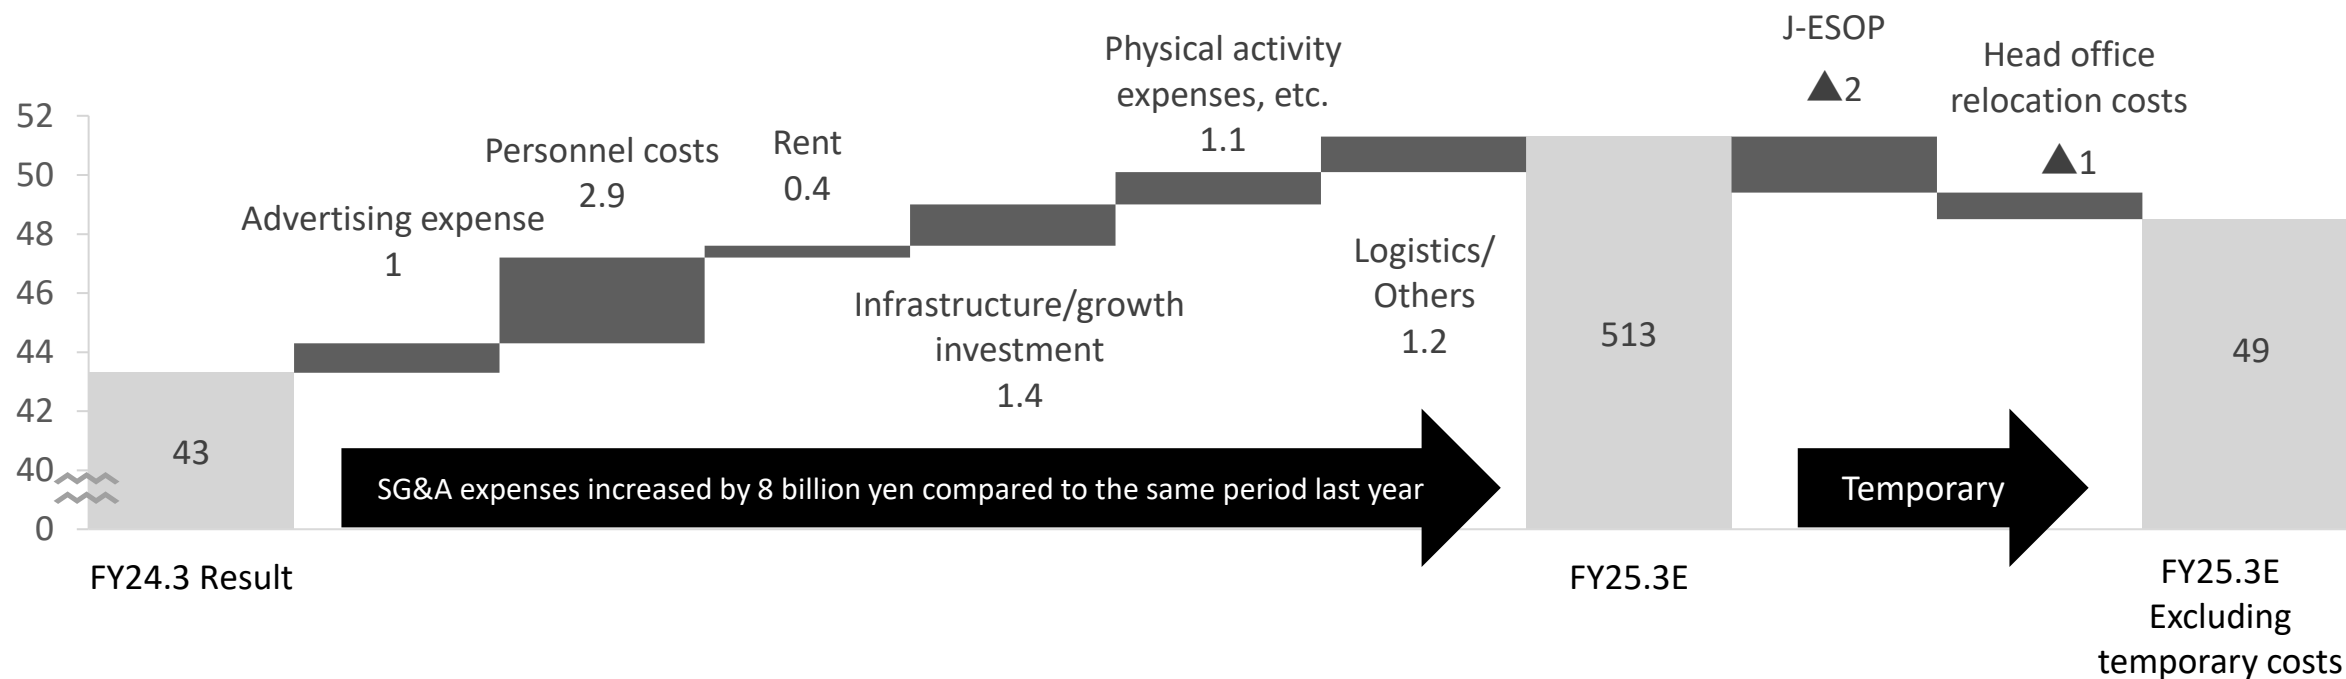 52
50
48
46
44
42
40
0
43
FY24.3 Result
Advertising expense
1
Personnel costs
2.9
Rent
0.4
Infrastructure/growth
investment
1.4
Physical activity
expenses, etc.
1.1
Logistics/
Others
1.2
SG&A expenses increased by 8 billion yen compared to the same period last year
513
FY25.3E
J-ESOP
▲2
Head office
relocation costs
▲1
Temporary
49
FY25.3E
Excluding
temporary costs